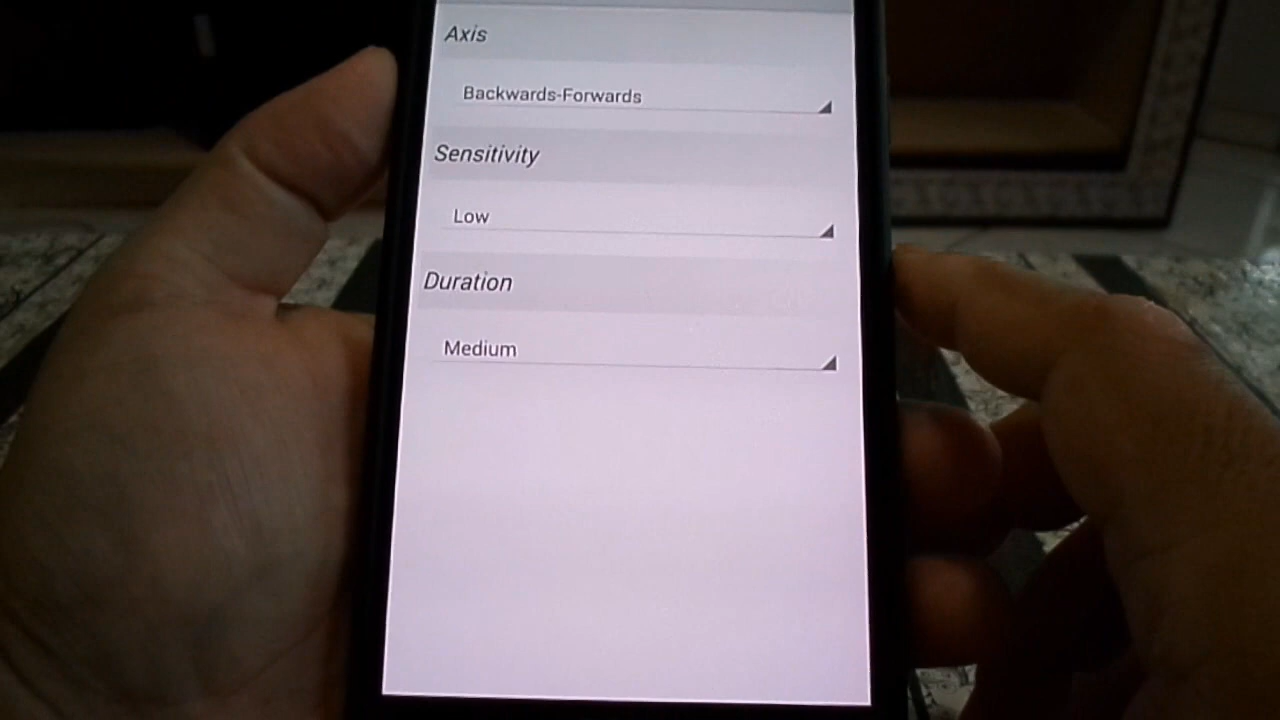 Axis
Backwards-Forwards
Sensitivity
Low
Duration
Medium